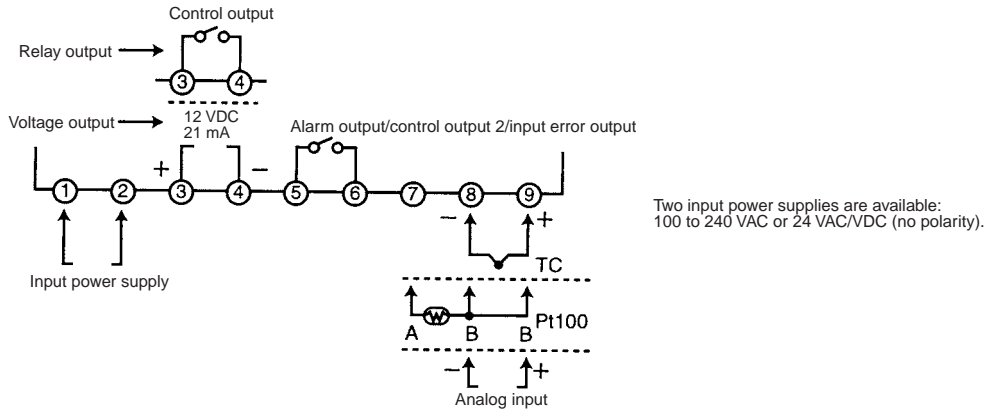 Control output
Relay output
3 4
Voltage output
12 VDC
21 mA
Alarm output/control output 2/input error output
+ −
1 2 3 4 5 6 7 8 9
− +
Input power supply
TC
A B B Pt100
− +
Analog input
Two input power supplies are available:
100 to 240 VAC or 24 VAC/VDC (no polarity).